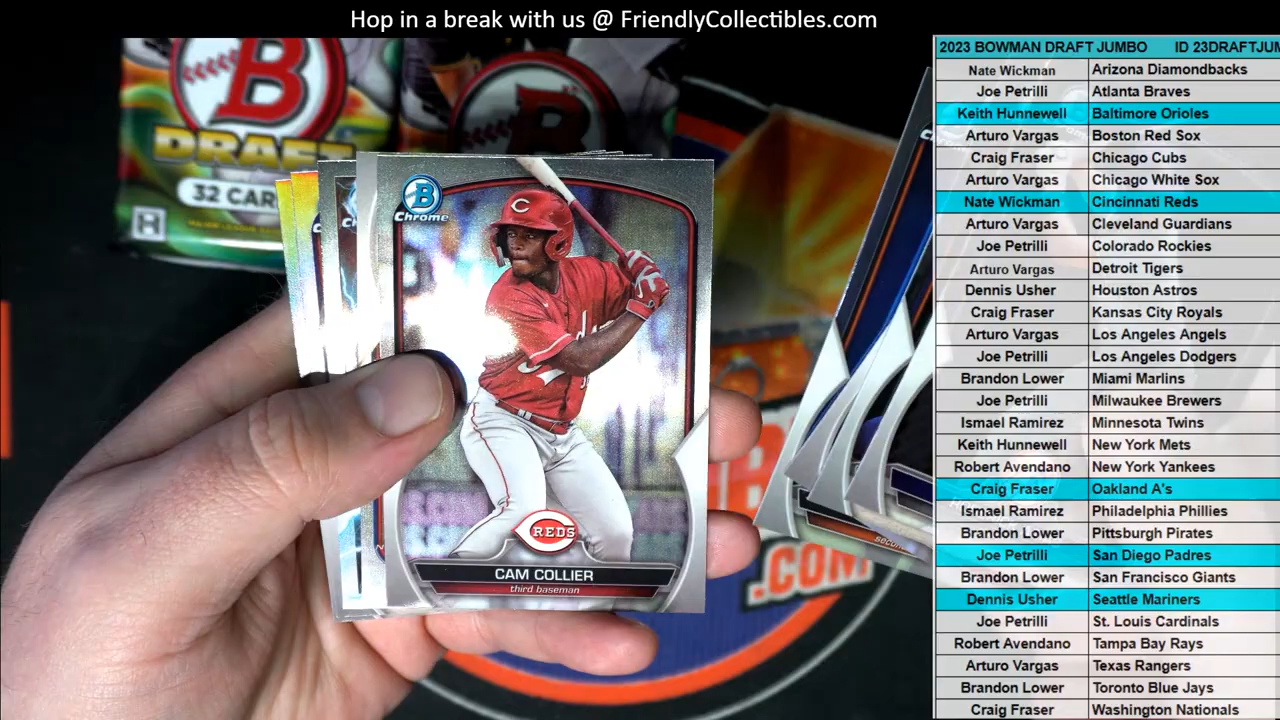 Hop in a break with us @ FriendlyCollectibles.com
B
DRAFT
32 CAR
H
B
Chrome
C
REDS
CAM COLLIER
third baseman
secon
.COM
2023 BOWMAN DRAFT JUMBO ID 23DRAFTJUM
Nate Wickman Arizona Diamondbacks
Joe Petrilli Atlanta Braves
Keith Hunnewell Baltimore Orioles
Arturo Vargas Boston Red Sox
Craig Fraser Chicago Cubs
Arturo Vargas Chicago White Sox
Nate Wickman Cincinnati Reds
Arturo Vargas Cleveland Guardians
Joe Petrilli Colorado Rockies
Arturo Vargas Detroit Tigers
Dennis Usher Houston Astros
Craig Fraser Kansas City Royals
Arturo Vargas Los Angeles Angels
Joe Petrilli Los Angeles Dodgers
Brandon Lower Miami Marlins
Joe Petrilli Milwaukee Brewers
Ismael Ramirez Minnesota Twins
Keith Hunnewell New York Mets
Robert Avendano New York Yankees
Craig Fraser Oakland A's
Ismael Ramirez Philadelphia Phillies
Brandon Lower Pittsburgh Pirates
Joe Petrilli San Diego Padres
Brandon Lower San Francisco Giants
Dennis Usher Seattle Mariners
Joe Petrilli St. Louis Cardinals
Robert Avendano Tampa Bay Rays
Arturo Vargas Texas Rangers
Brandon Lower Toronto Blue Jays
Craig Fraser Washington Nationals